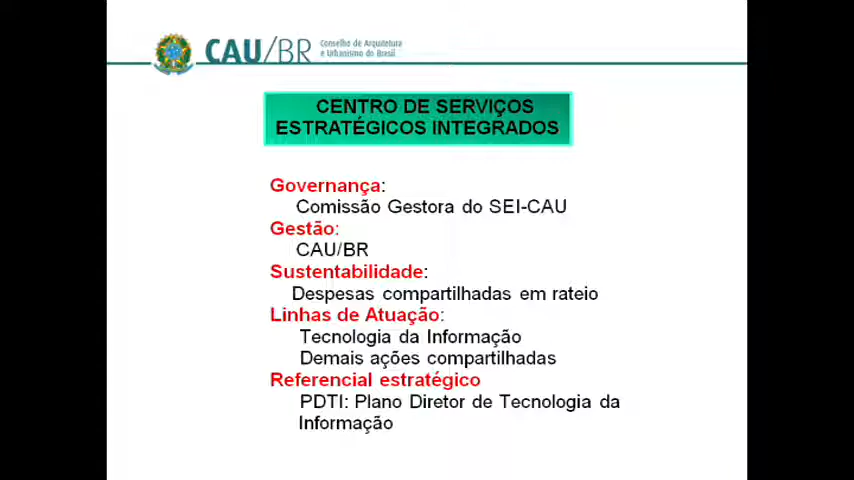 CAU/BR
Conselho de Arquitetura
e Urbanismo do Brasil
CENTRO DE SERVIÇOS
ESTRATÉGICOS INTEGRADOS
Governança:
Comissão Gestora do SEI-CAU
Gestão:
CAU/BR
Sustentabilidade:
Despesas compartilhadas em rateio
Linhas de Atuação:
Tecnologia da Informação
Demais ações compartilhadas
Referencial estratégico
PDTI: Plano Diretor de Tecnologia da
Informação